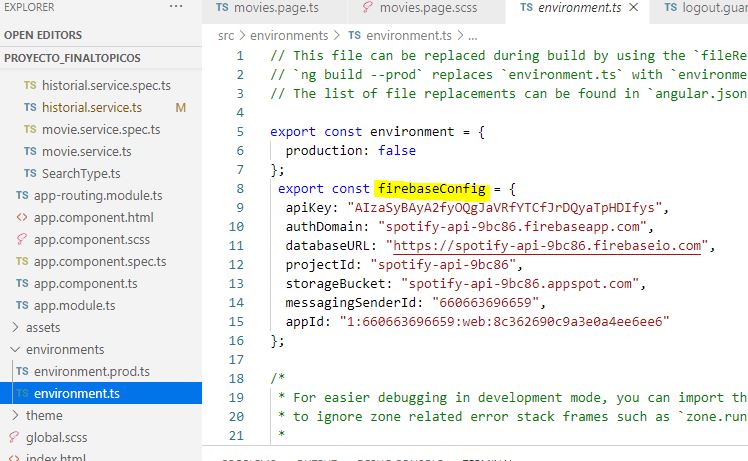 EXPLORER
OPEN EDITORS
PROYECTO_FINALTOPICOS
TS historial.service.spec.ts
TS historial.service.ts M
TS movie.service.spec.ts
TS movie.service.ts
TS SearchType.ts
TS app-routing.module.ts
<> app.component.html
app.component.scss
TS app.component.spec.ts
TS app.component.ts
TS app.module.ts
> assets
environments
TS environment.prod.ts
TS environment.ts
> theme
global.scss
<> index.html
TS movies.page.ts
movies.page.scss
TS environment.ts
TS logout.guar
src > environments > TS environment.ts > ...
1 // This file can be replaced during build by using the `fileRe
2 // `ng build --prod` replaces `environment.ts` with `environme
3 // The list of file replacements can be found in `angular.json
4
5 export const environment = {
6 production: false
7 };
8 export const firebaseConfig = {
9 apiKey: "AIzaSyBAyA2fyOQgJaVRfYTCfJrDQyaTpHDIfys",
10 authDomain: "spotify-api-9bc86.firebaseapp.com",
11 databaseURL: "https://spotify-api-9bc86.firebaseio.com",
12 projectId: "spotify-api-9bc86",
13 storageBucket: "spotify-api-9bc86.appspot.com",
14 messagingSenderId: "660663696659",
15 appId: "1:660663696659:web:8c362690c9a3e0a4ee6ee6"
16 };
17
18 /*
19 * For easier debugging in development mode, you can import th
20 * to ignore zone related error stack frames such as `zone.run
21 *